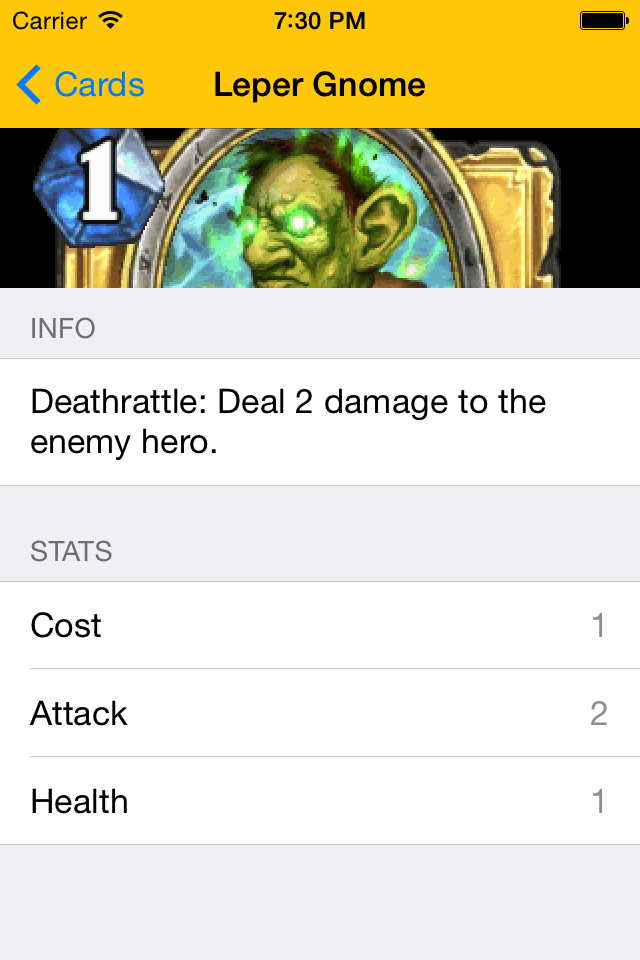 Carrier 7:30 PM
Cards Leper Gnome
1
INFO
Deathrattle: Deal 2 damage to the
enemy hero.
STATS
Cost 1
Attack 2
Health 1